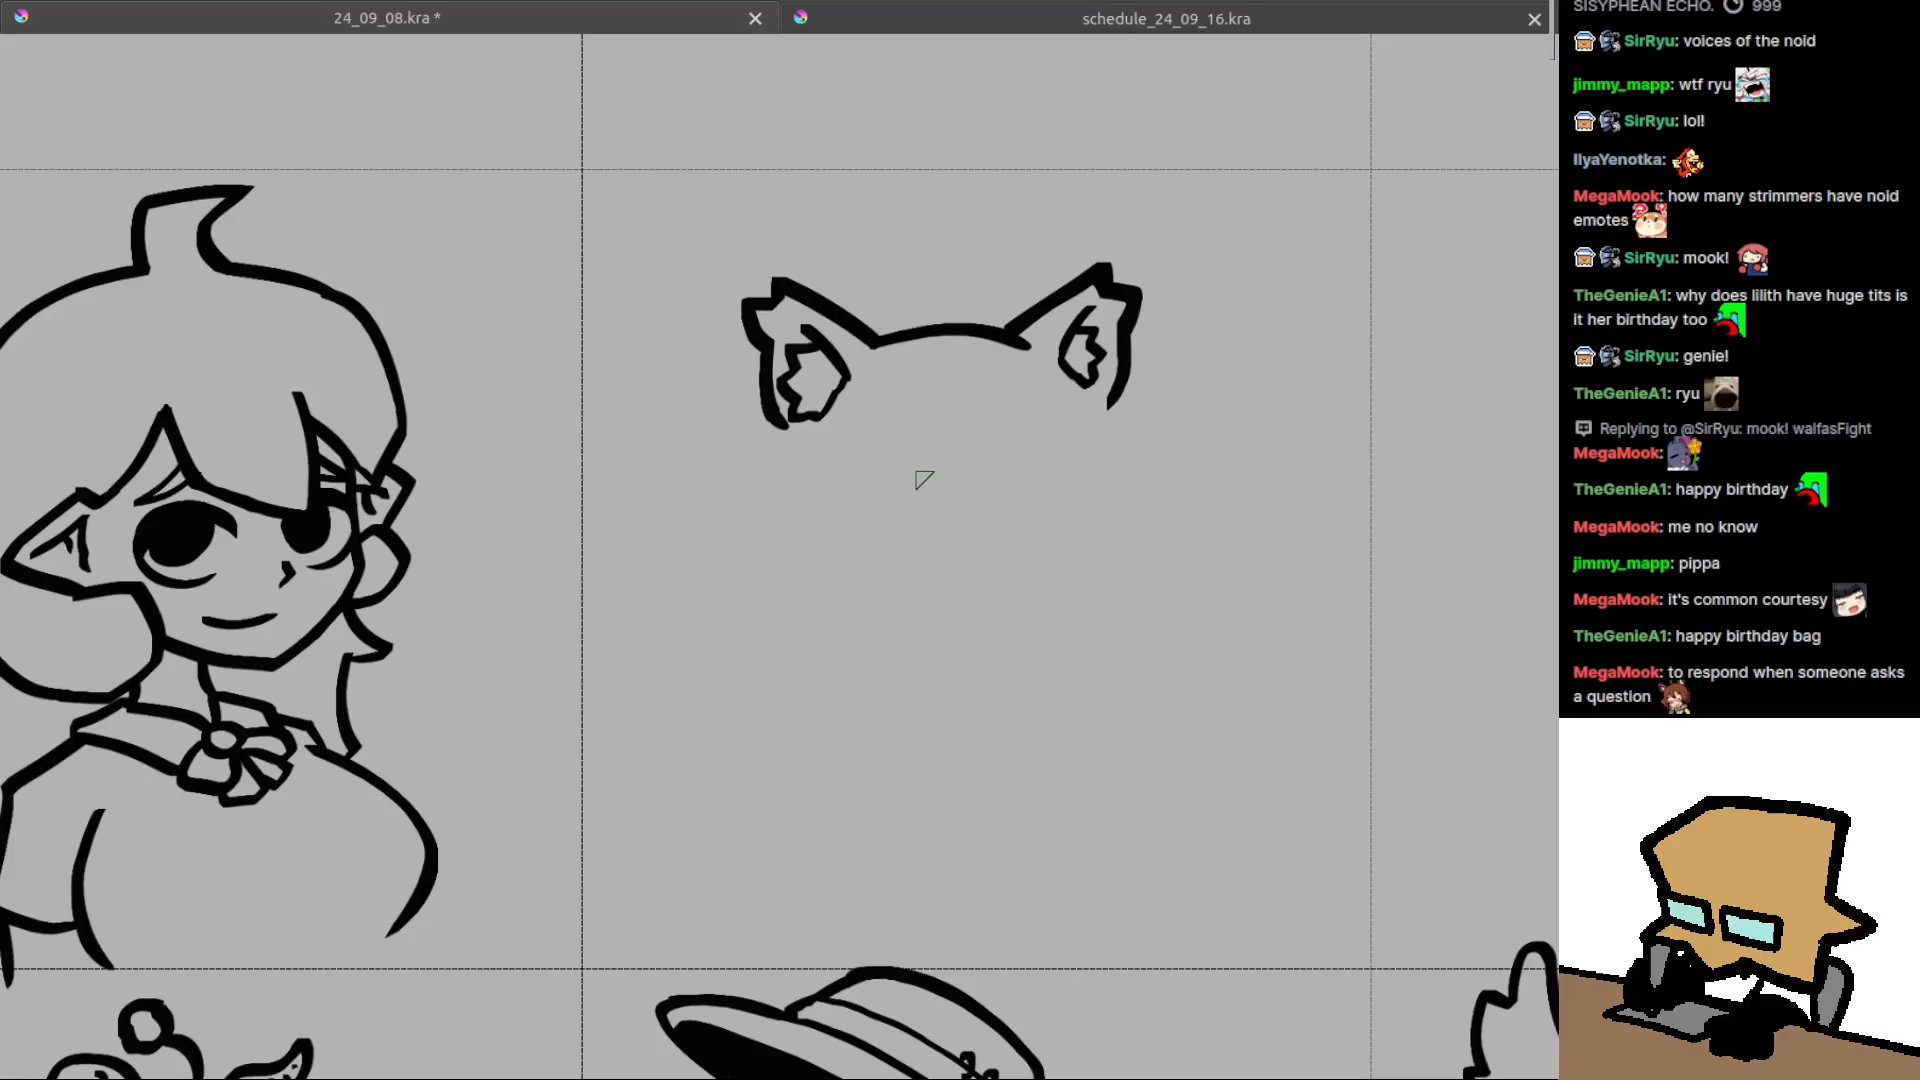 24_09_08.kra *
schedule_24_09_16.kra
SISYPHEAN ECHO. 999
SirRyu: voices of the noid
jimmy_mapp: wtf ryu
SirRyu: lol!
IlyaYenotka:
MegaMook: how many strimmers have noid
emotes
SirRyu: mook!
TheGenieA1: why does lilith have huge tits is
it her birthday too
SirRyu: genie!
TheGenieA1: ryu
Replying to @SirRyu: mook! walfasFight
MegaMook:
TheGenieA1: happy birthday
MegaMook: me no know
jimmy_mapp: pippa
MegaMook: it's common courtesy
TheGenieA1: happy birthday bag
MegaMook: to respond when someone asks
a question